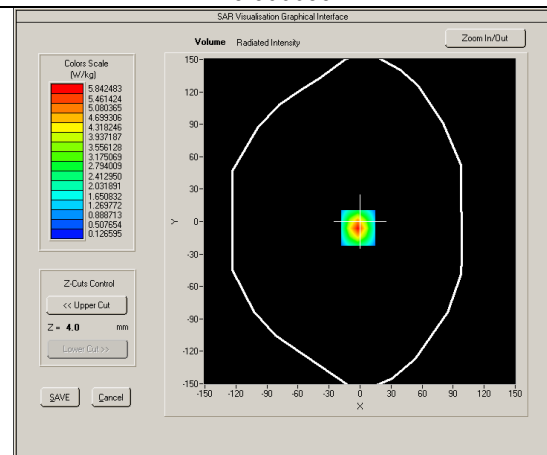 SAR Visualisation Graphical Interface
Volume Radiated Intensity
Zoom In/Out
Colors Scale
(W/kg)
5.842483
5.461424
5.080365
4.699306
4.318246
3.937187
3.556128
3.175069
2.794009
2.412950
2.031891
1.650832
1.269772
0.888713
0.507654
0.126595
Z-Cuts Control
<< Upper Cut
Z = 4.0 mm
Lower Cut >>
SAVE Cancel
150-
120-
90-
60-
30-
0-
-30-
-60-
-90-
-120-
-150-
Y
-150 -120 -90 -60 -30 0 30 60 90 120 150
X